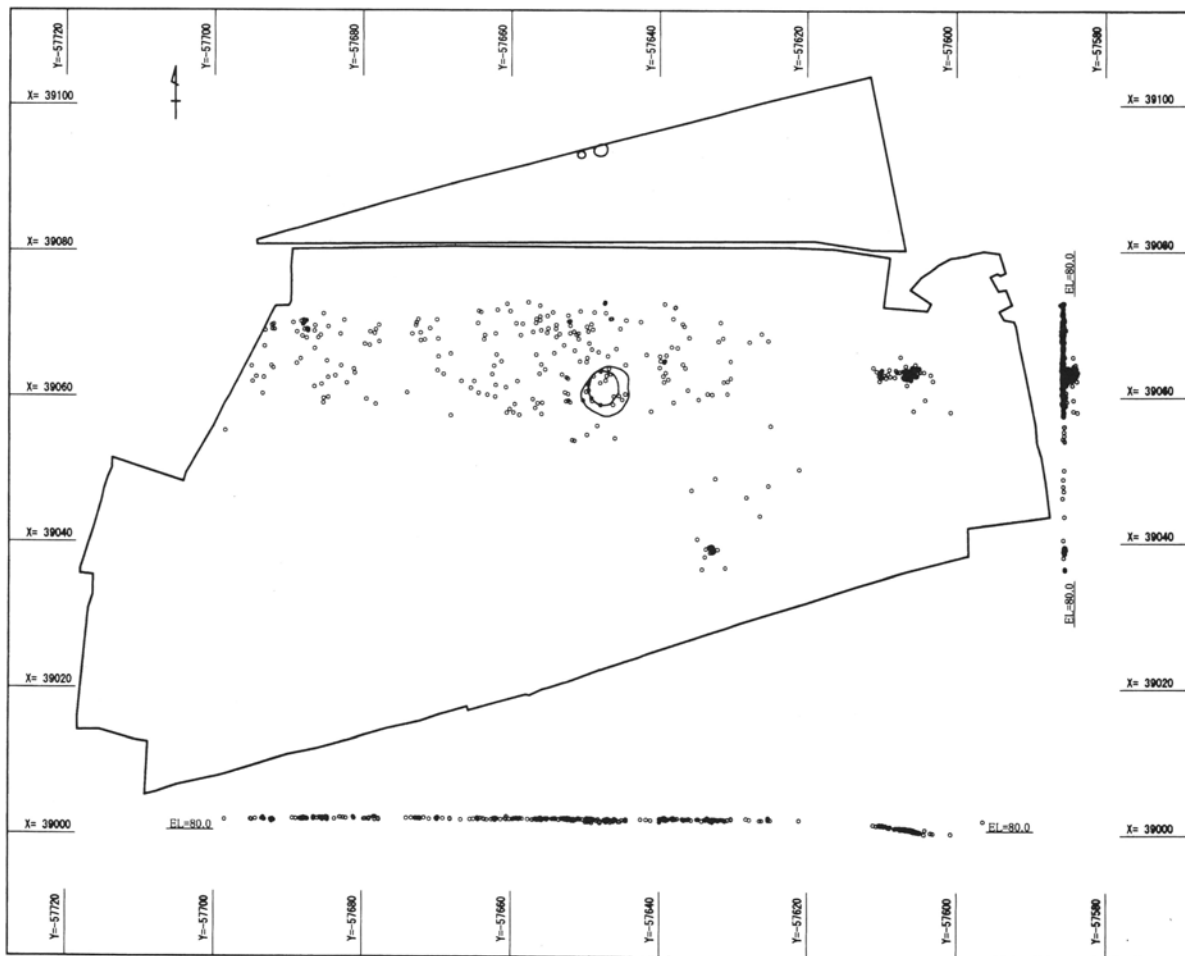 Y=-57720
Y=-57700
Y=-57680
Y=-57660
Y=-57640
Y=-57620
Y=-57600
Y=-57580
X= 39100
X= 39100
X= 39080
X= 39080
EL=80.0
X= 39060
X= 39060
X= 39040
X= 39040
EL=80.0
X= 39020
X= 39020
X= 39000
EL=80.0
EL=80.0
X= 39000
Y=-57720
Y=-57700
Y=-57680
Y=-57660
Y=-57640
Y=-57620
Y=-57600
Y=-57580